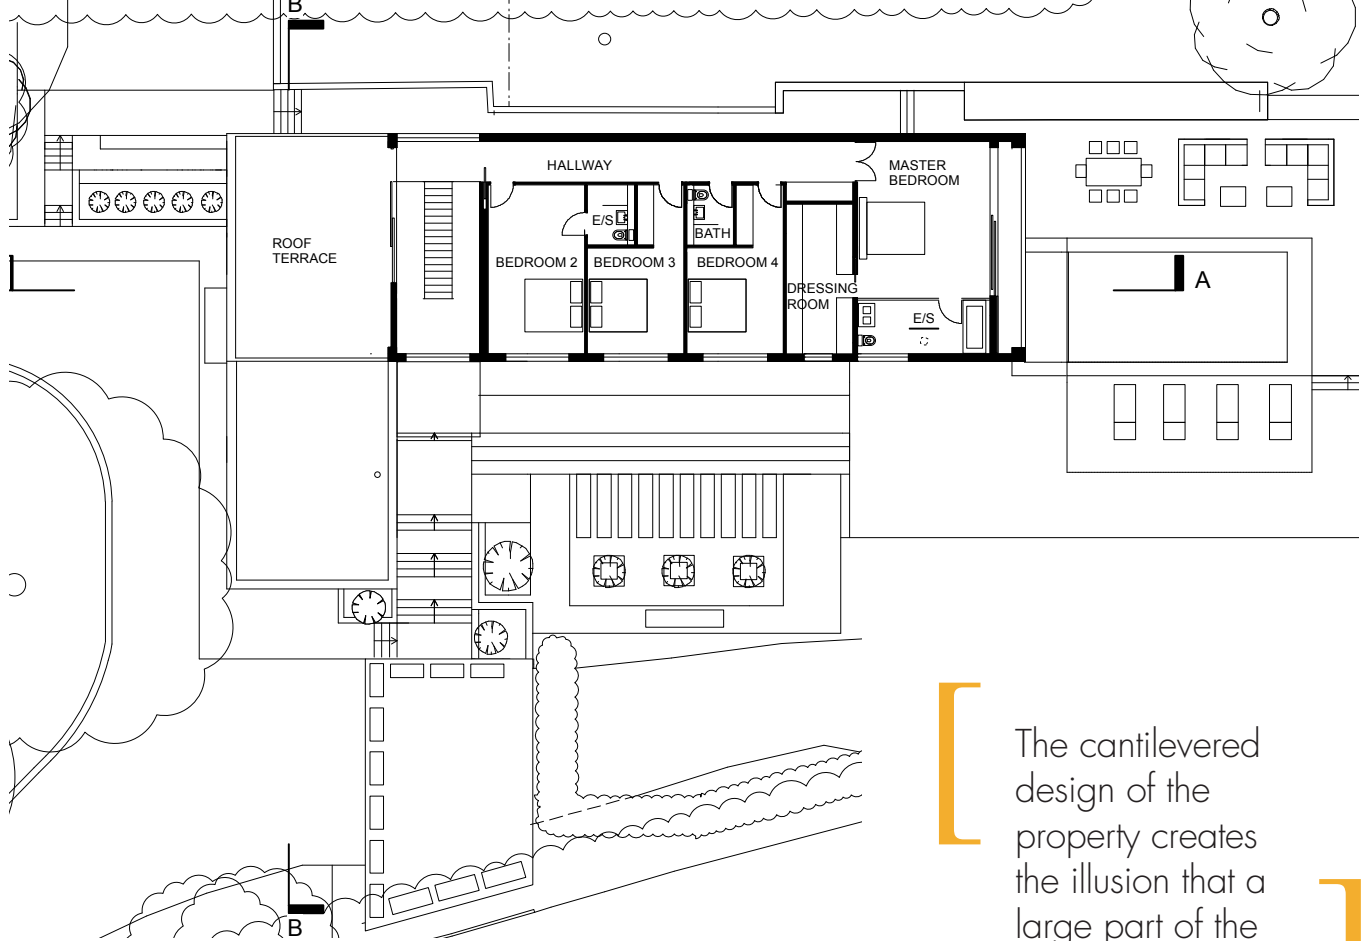 B
HALLWAY
MASTER
BEDROOM
E/S
BATH
ROOF
TERRACE
BEDROOM 2
BEDROOM 3
BEDROOM 4
A
DRESSING
ROOM
E/S
The cantilevered
design of the
property creates
the illusion that a
large part of the
B